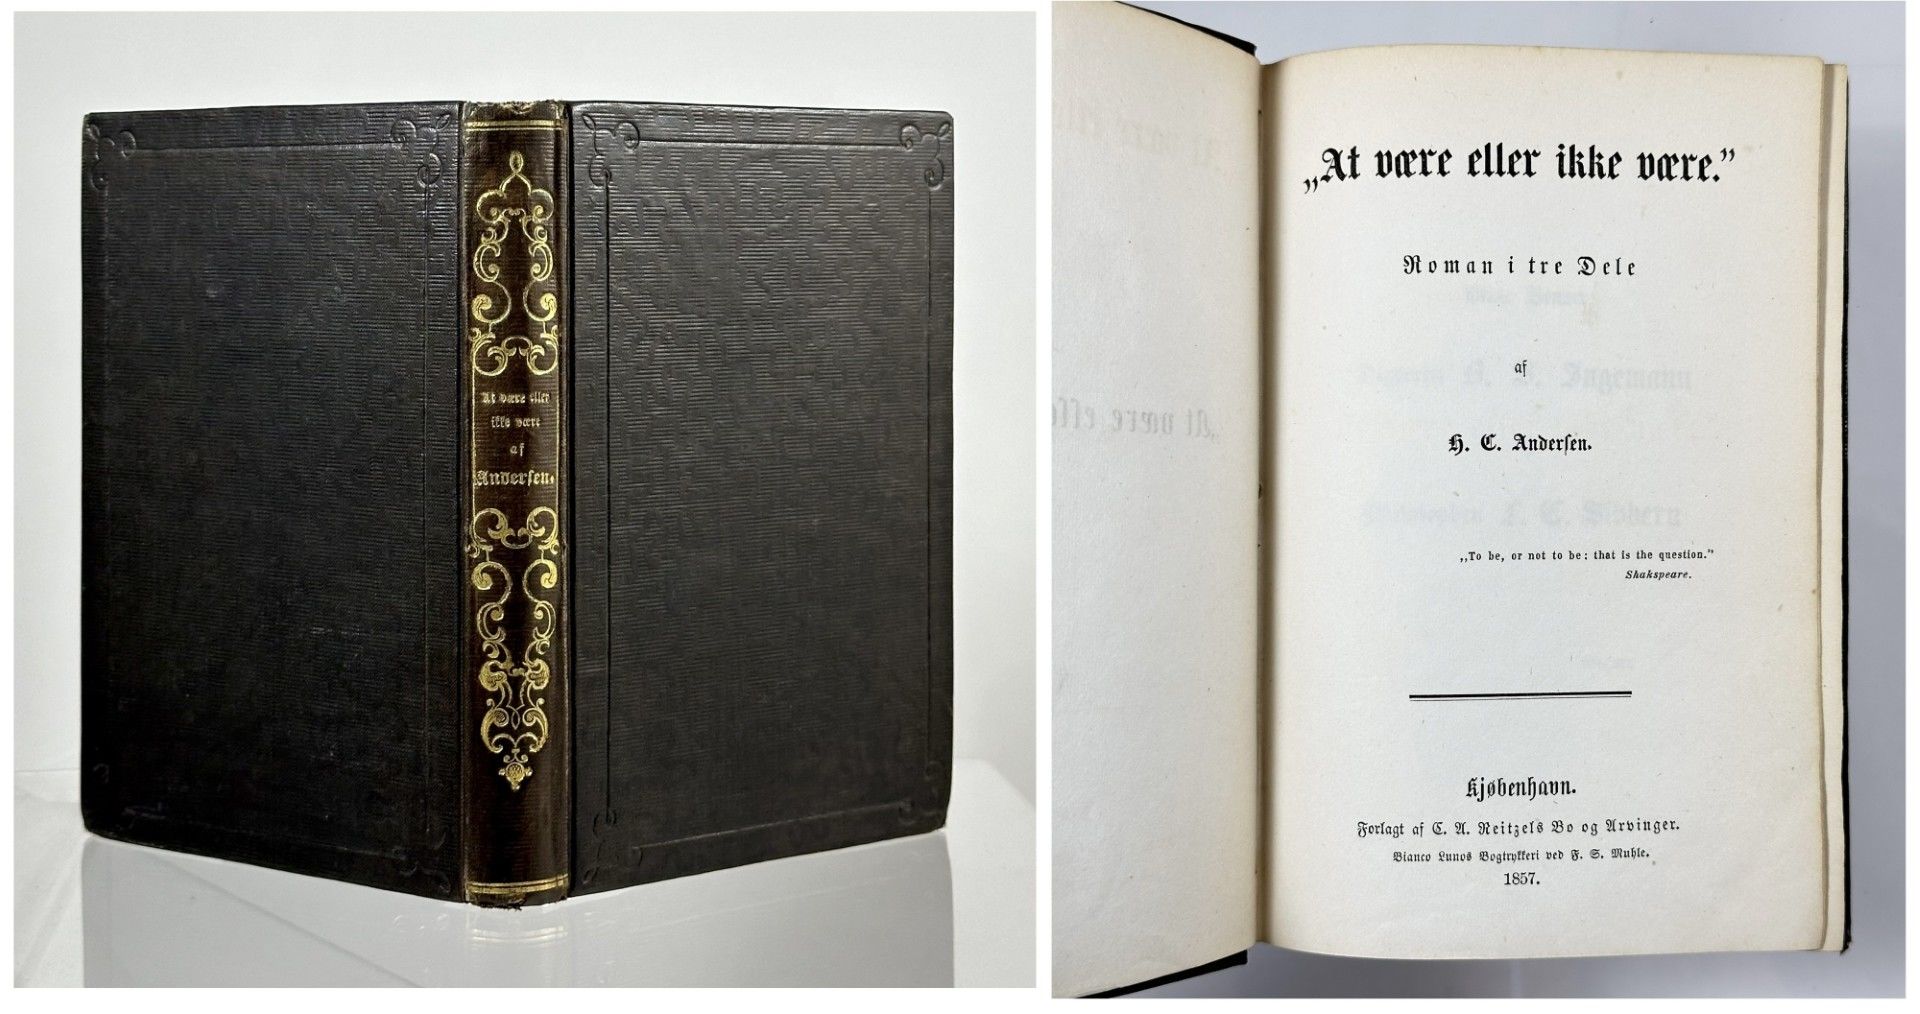 At være eller
ikke være
af
Andersen.
„At være eller ikke være.”
Roman i tre Dele
af
H. C. Andersen.
„To be, or not to be: that is the question.”
Shakspeare.
Kjøbenhavn.
Forlagt af C. A. Reitzels Bo og Arvinger.
Bianco Lunos Bogtrykkeri ved F. S. Muhle.
1857.